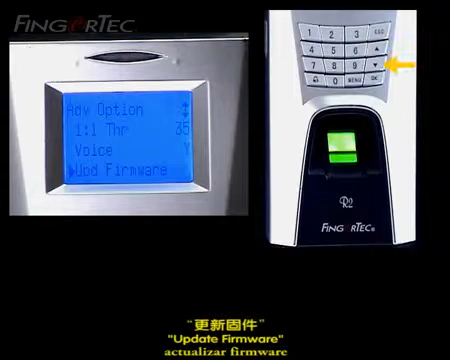 FINGERTEC
Adv Option
1:1 Thr 35
Voice Y
Upd Firmware
1 2 3 ESC
4 5 6 ▲
7 8 9 ▼
0 MENU OK
R2
FINGERTEC
“更新固件”
"Update Firmware"
actualizar firmware